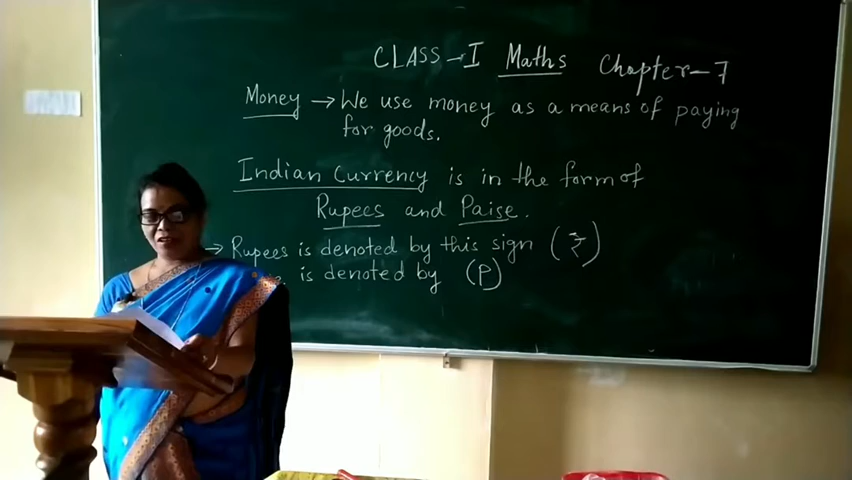 CLASS – I Maths Chapter – 7
Money → We use money as a means of paying
for goods.
Indian Currency is in the form of
Rupees and Paise.
→ Rupees is denoted by this sign (₹)
is denoted by (P)